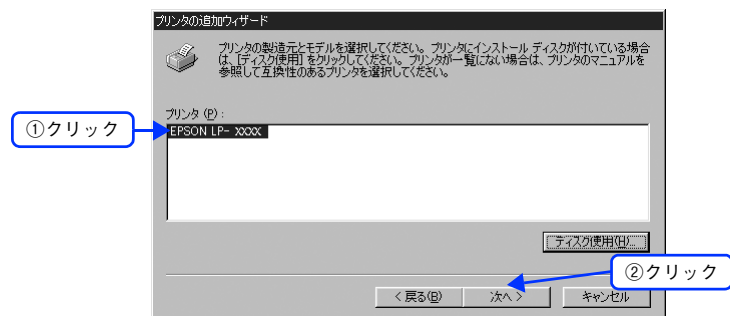 プリンタの追加ウィザード
プリンタの製造元とモデルを選択してください。プリンタにインストール ディスクが付いている場合
は、[ディスク使用] をクリックしてください。プリンタが一覧にない場合は、プリンタのマニュアルを
参照して互換性のあるプリンタを選択してください。
プリンタ (P) :
①クリック
EPSON LP- XXXX
ディスク使用(H)...
②クリック
< 戻る(B)
次へ >
キャンセル